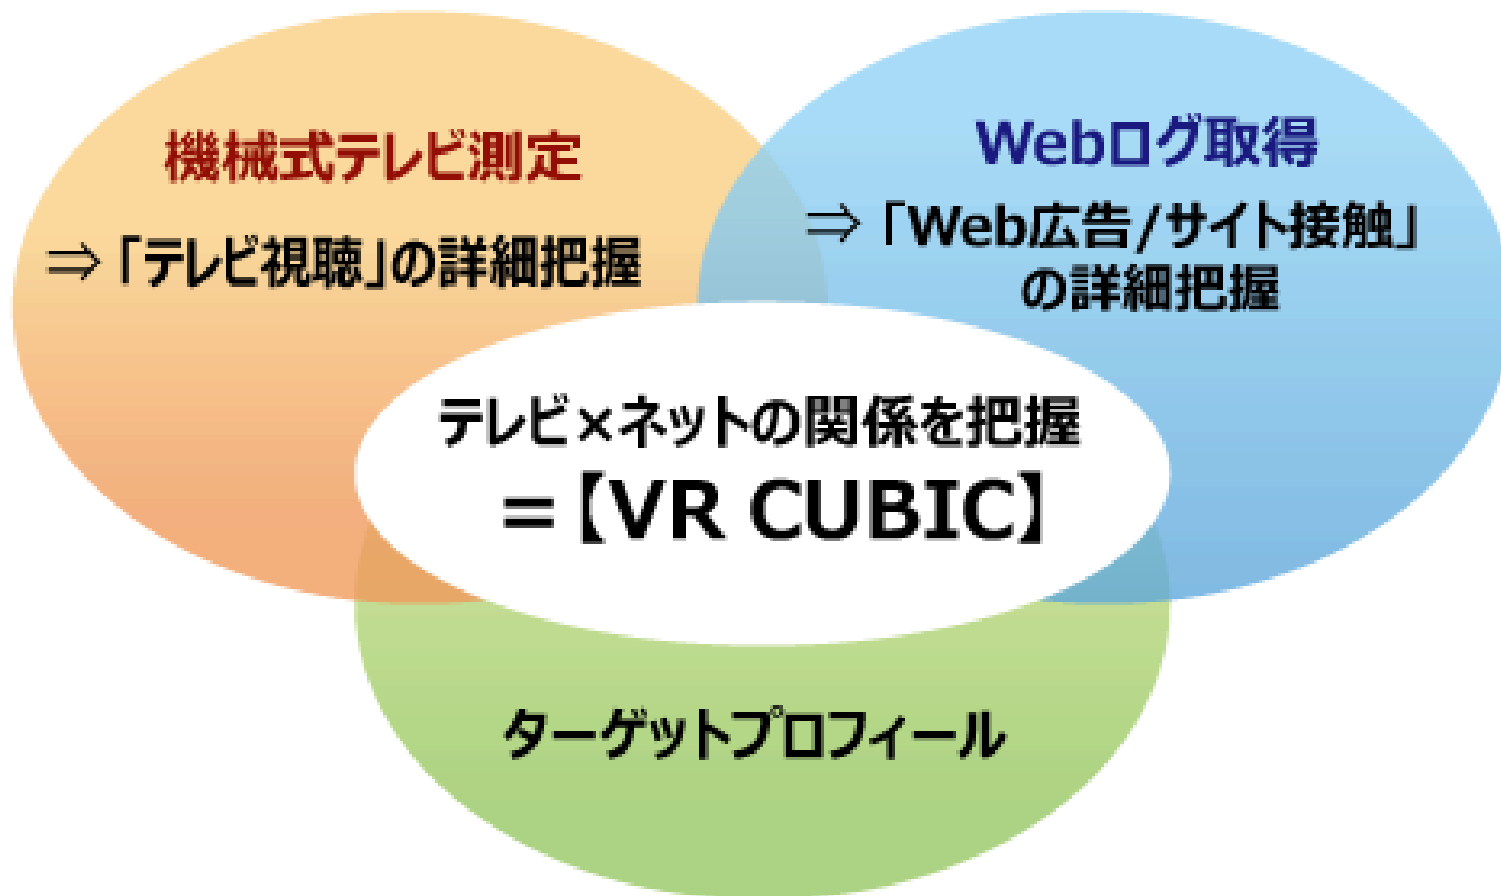 機械式テレビ測定
⇒「テレビ視聴」の詳細把握
Webログ取得
⇒「Web広告/サイト接触」
の詳細把握
テレビ×ネットの関係を把握
=【VR CUBIC】
ターゲットプロフィール